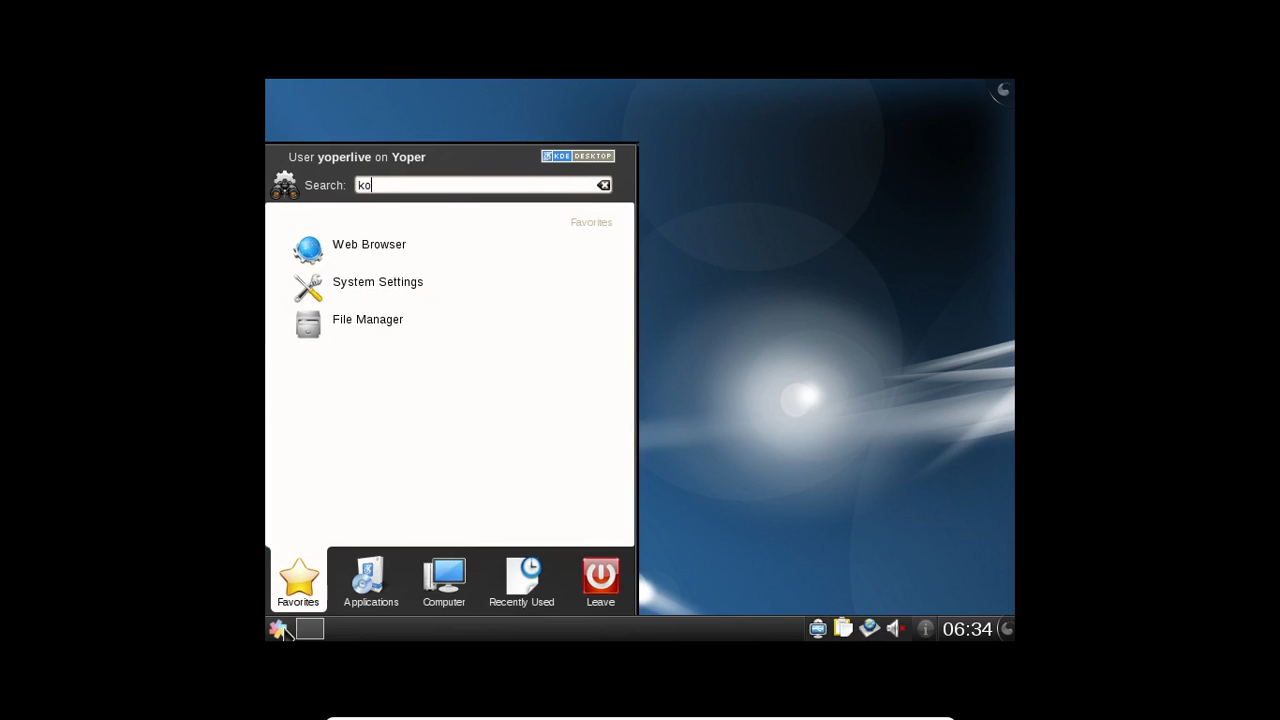 User yoperlive on Yoper
KDE DESKTOP
Search: ko
Favorites
Web Browser
System Settings
File Manager
Favorites
Applications
Computer
Recently Used
Leave
06:34